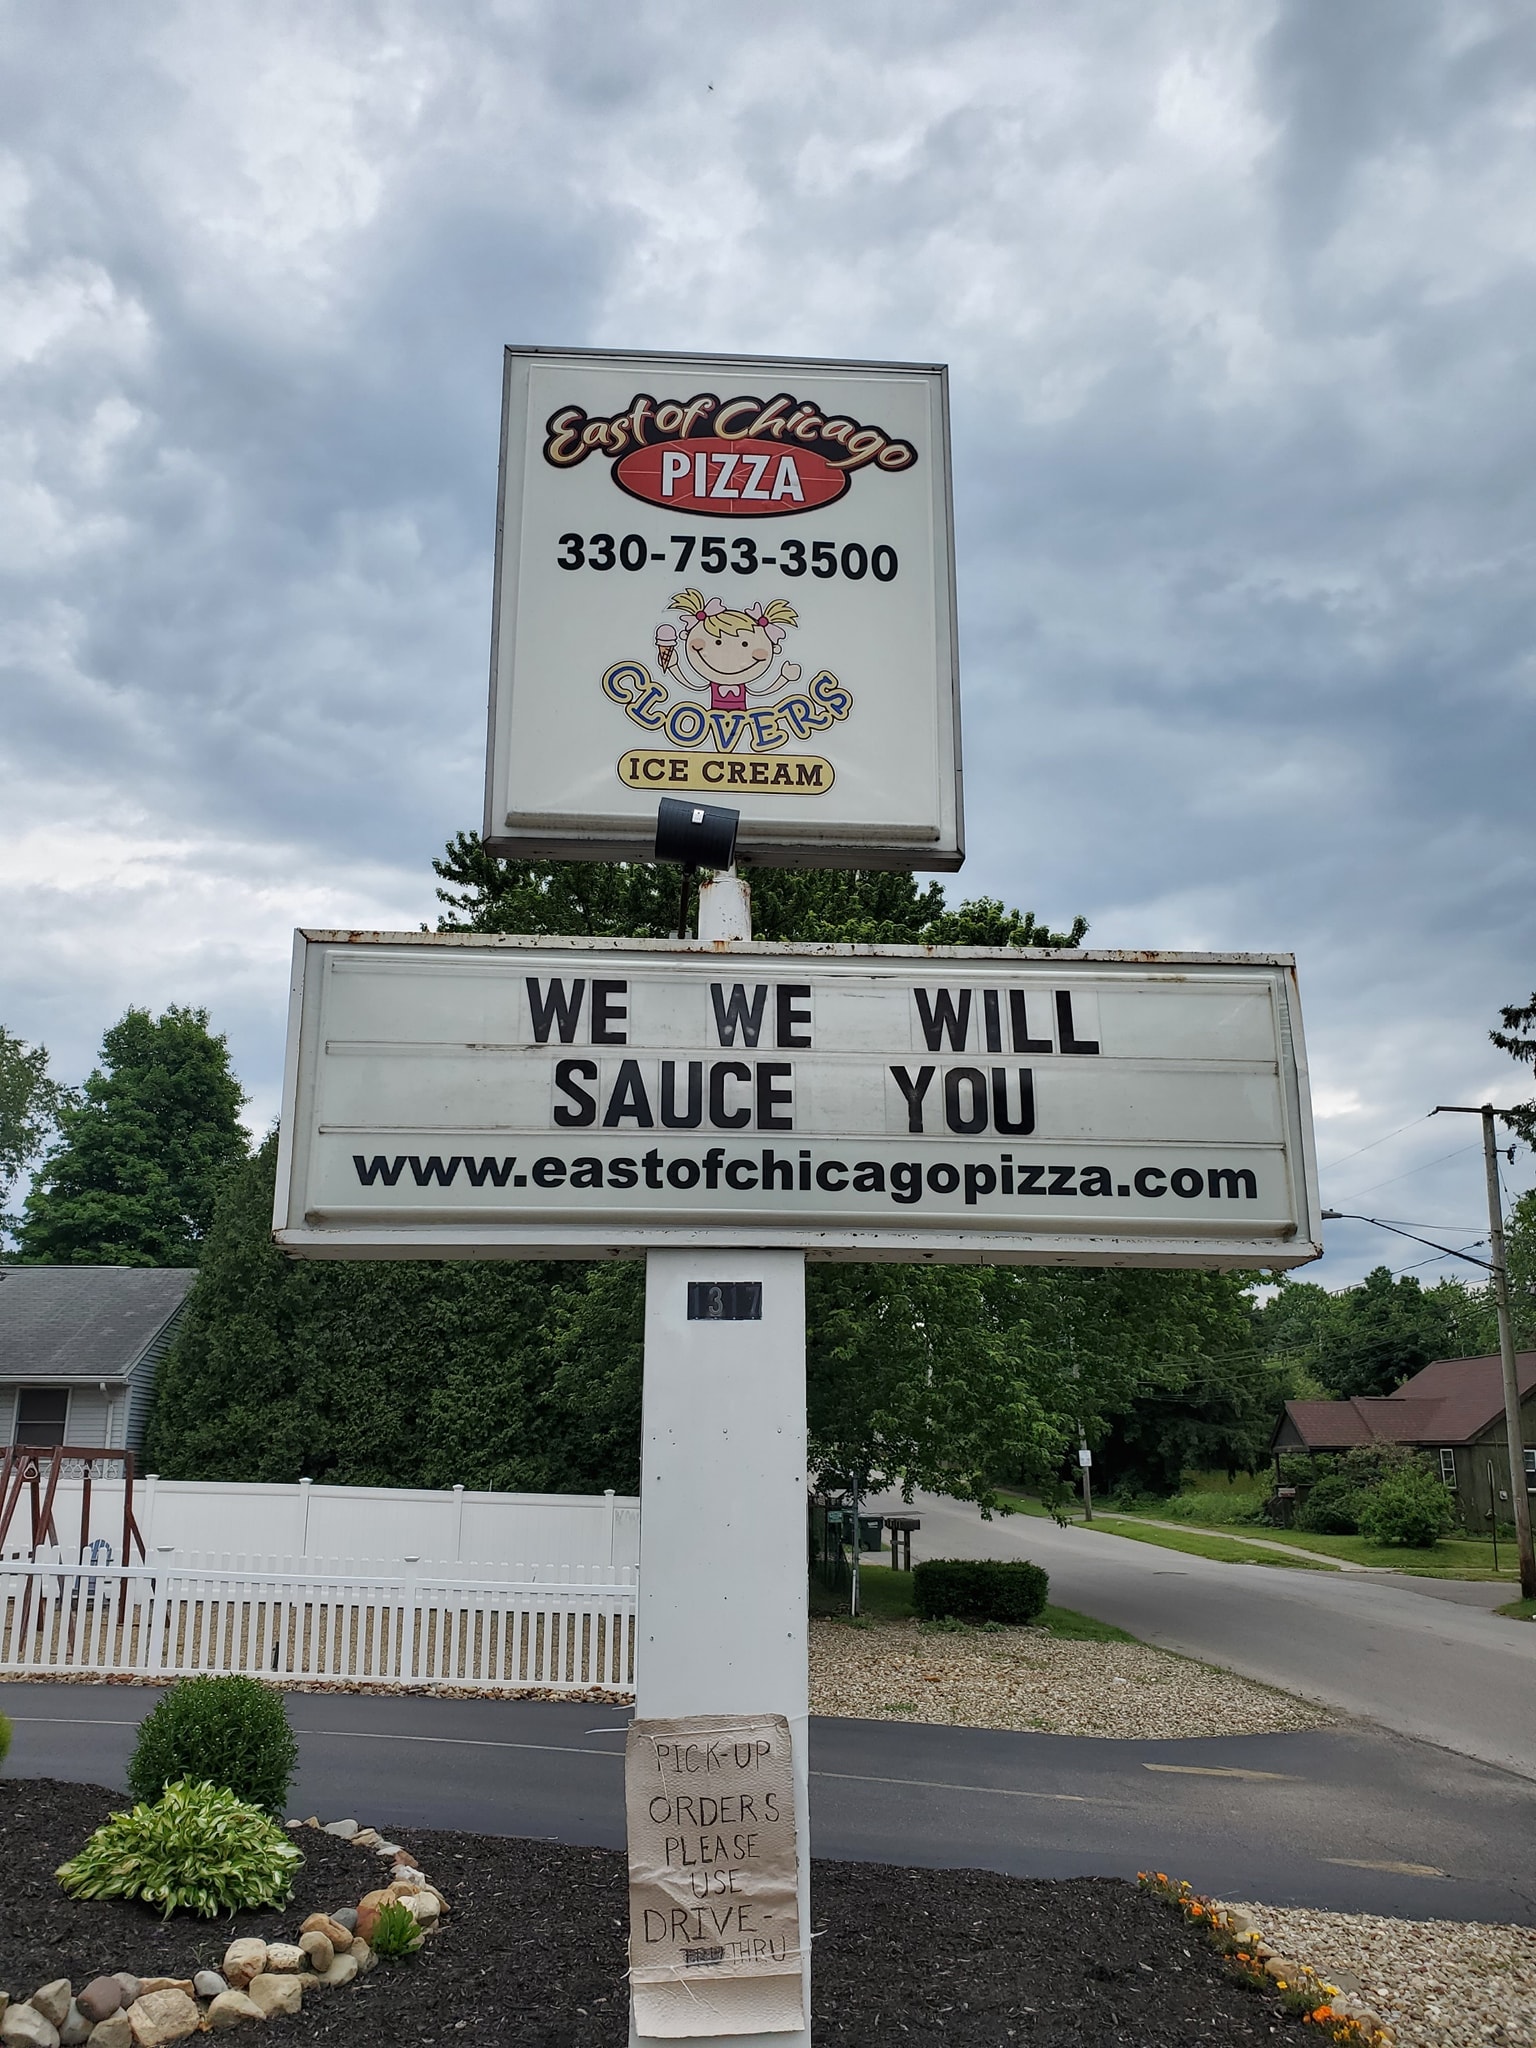 East of Chicago
PIZZA
330-753-3500
CLOVERS
ICE CREAM
WE WE WILL
SAUCE YOU
www.eastofchicagopizza.com
1317
PICK-UP
ORDERS
PLEASE
USE
DRIVE-
THRU